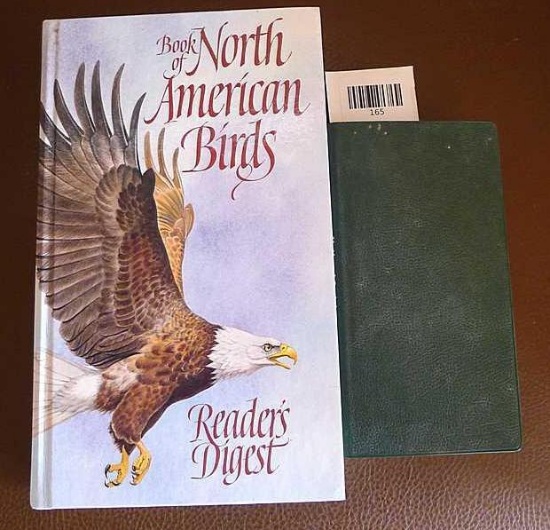 Book of North
American
Birds
Reader's
Digest
165